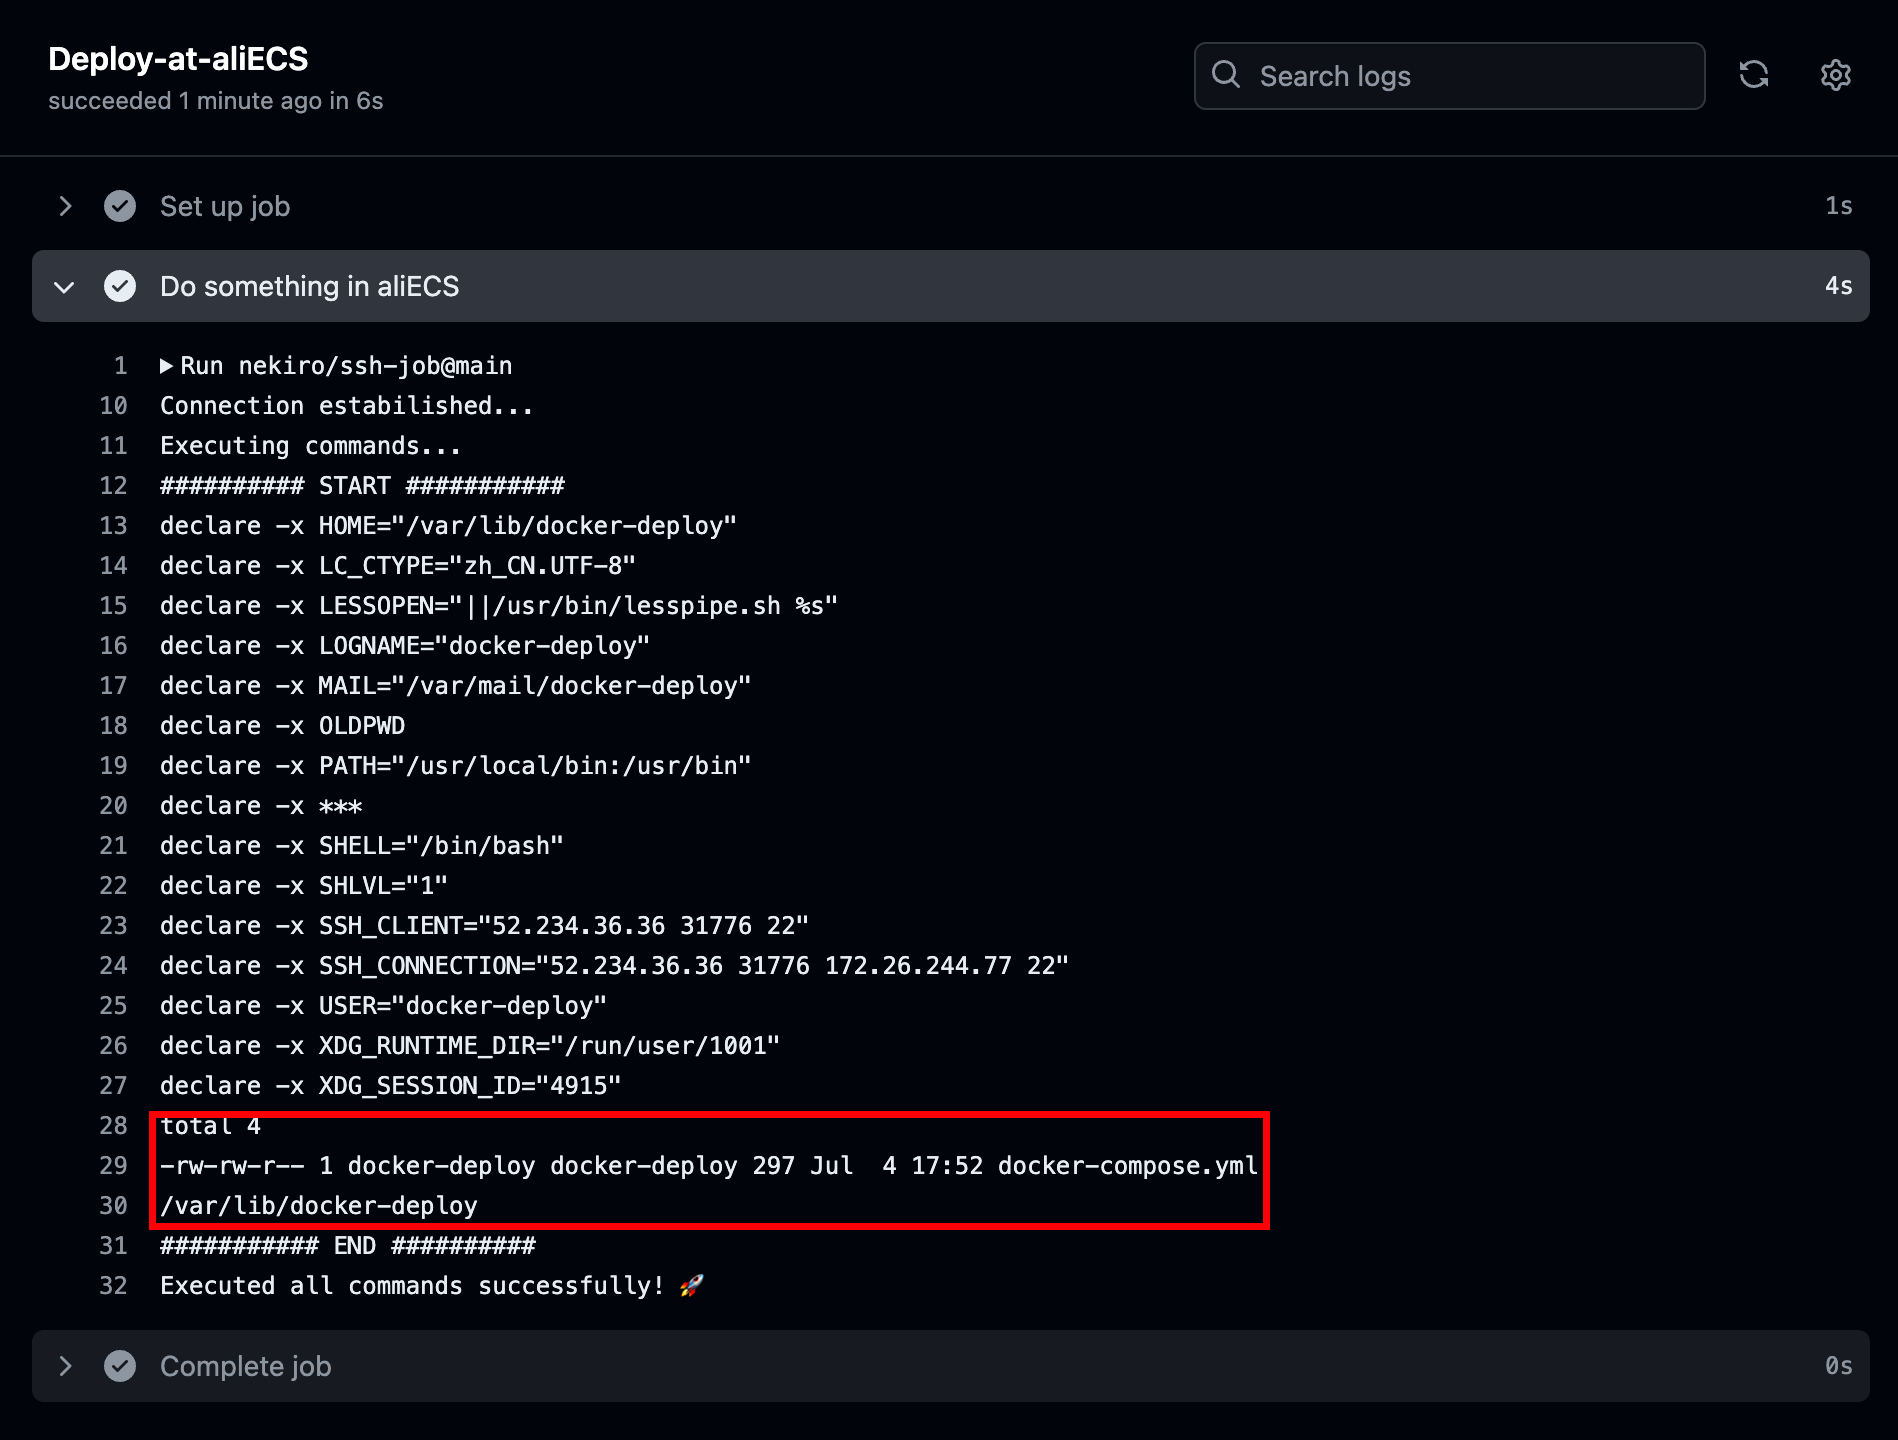 Deploy-at-aliECS
succeeded 1 minute ago in 6s
Search logs
Set up job 1s
Do something in aliECS 4s
1 ▶ Run nekiro/ssh-job@main
10 Connection estabilished...
11 Executing commands...
12 ########## START ###########
13 declare -x HOME="/var/lib/docker-deploy"
14 declare -x LC_CTYPE="zh_CN.UTF-8"
15 declare -x LESSOPEN="||/usr/bin/lesspipe.sh %s"
16 declare -x LOGNAME="docker-deploy"
17 declare -x MAIL="/var/mail/docker-deploy"
18 declare -x OLDPWD
19 declare -x PATH="/usr/local/bin:/usr/bin"
20 declare -x ***
21 declare -x SHELL="/bin/bash"
22 declare -x SHLVL="1"
23 declare -x SSH_CLIENT="52.234.36.36 31776 22"
24 declare -x SSH_CONNECTION="52.234.36.36 31776 172.26.244.77 22"
25 declare -x USER="docker-deploy"
26 declare -x XDG_RUNTIME_DIR="/run/user/1001"
27 declare -x XDG_SESSION_ID="4915"
28 total 4
29 -rw-rw-r-- 1 docker-deploy docker-deploy 297 Jul  4 17:52 docker-compose.yml
30 /var/lib/docker-deploy
31 ########### END ##########
32 Executed all commands successfully! 🚀
Complete job 0s